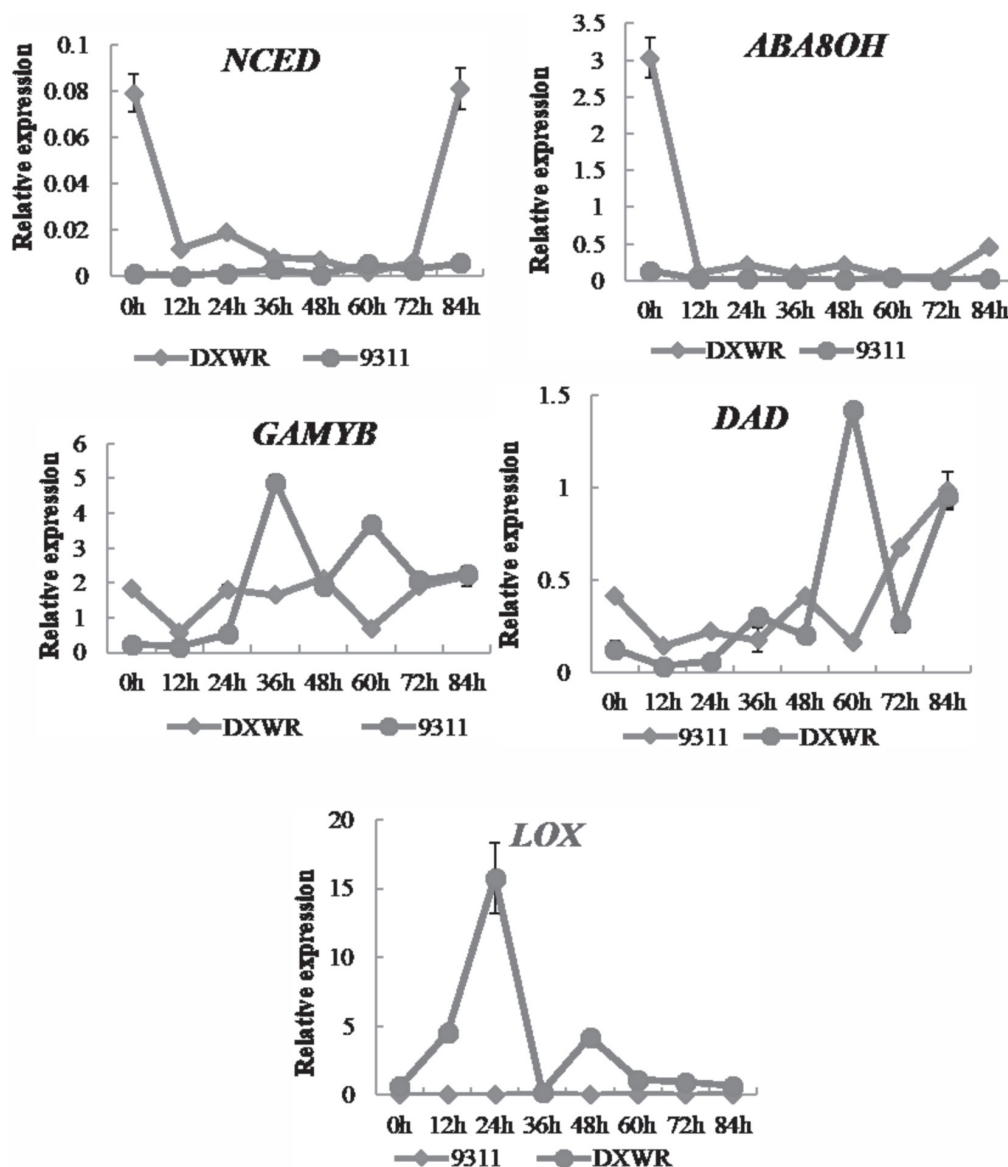 NCED
Relative expression
0.1
0.08
0.06
0.04
0.02
0
0h 12h 24h 36h 48h 60h 72h 84h
DXWR 9311
ABA8OH
Relative expression
3.5
3
2.5
2
1.5
1
0.5
0
0h 12h 24h 36h 48h 60h 72h 84h
DXWR 9311
GAMYB
Relative expression
6
5
4
3
2
1
0
0h 12h 24h 36h 48h 60h 72h 84h
DXWR 9311
DAD
Relative expression
1.5
1
0.5
0
0h 12h 24h 36h 48h 60h 72h 84h
9311 DXWR
LOX
Relative expression
20
15
10
5
0
0h 12h 24h 36h 48h 60h 72h 84h
9311 DXWR